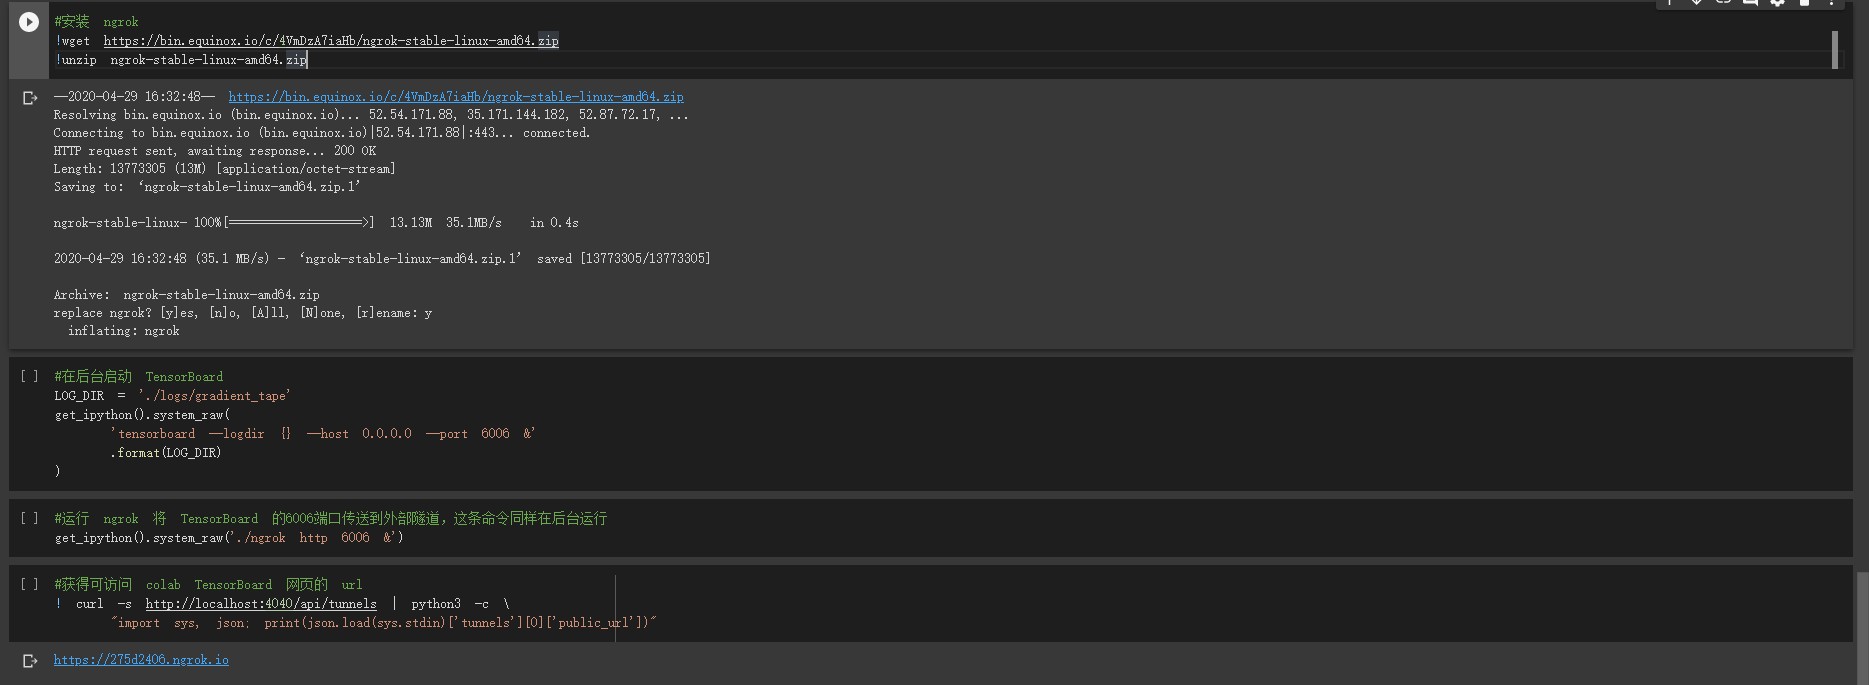 #安装 ngrok
!wget https://bin.equinox.io/c/4VmDzA7iaHb/ngrok-stable-linux-amd64.zip
!unzip ngrok-stable-linux-amd64.zip
--2020-04-29 16:32:48-- https://bin.equinox.io/c/4VmDzA7iaHb/ngrok-stable-linux-amd64.zip
Resolving bin.equinox.io (bin.equinox.io)... 52.54.171.88, 35.171.144.182, 52.87.72.17, ...
Connecting to bin.equinox.io (bin.equinox.io)|52.54.171.88|:443... connected.
HTTP request sent, awaiting response... 200 OK
Length: 13773305 (13M) [application/octet-stream]
Saving to: ‘ngrok-stable-linux-amd64.zip.1’
ngrok-stable-linux- 100%[===================>] 13.13M 35.1MB/s in 0.4s
2020-04-29 16:32:48 (35.1 MB/s) - ‘ngrok-stable-linux-amd64.zip.1’ saved [13773305/13773305]
Archive: ngrok-stable-linux-amd64.zip
replace ngrok? [y]es, [n]o, [A]ll, [N]one, [r]ename: y
inflating: ngrok
[ ] #在后台启动 TensorBoard
LOG_DIR = './logs/gradient_tape'
get_ipython().system_raw(
'tensorboard --logdir {} --host 0.0.0.0 --port 6006 &'
.format(LOG_DIR)
)
[ ] #运行 ngrok 将 TensorBoard 的6006端口传送到外部隧道，这条命令同样在后台运行
get_ipython().system_raw('./ngrok http 6006 &')
[ ] #获得可访问 colab TensorBoard 网页的 url
! curl -s http://localhost:4040/api/tunnels | python3 -c \
"import sys, json; print(json.load(sys.stdin)['tunnels'][0]['public_url'])"
https://275d2406.ngrok.io